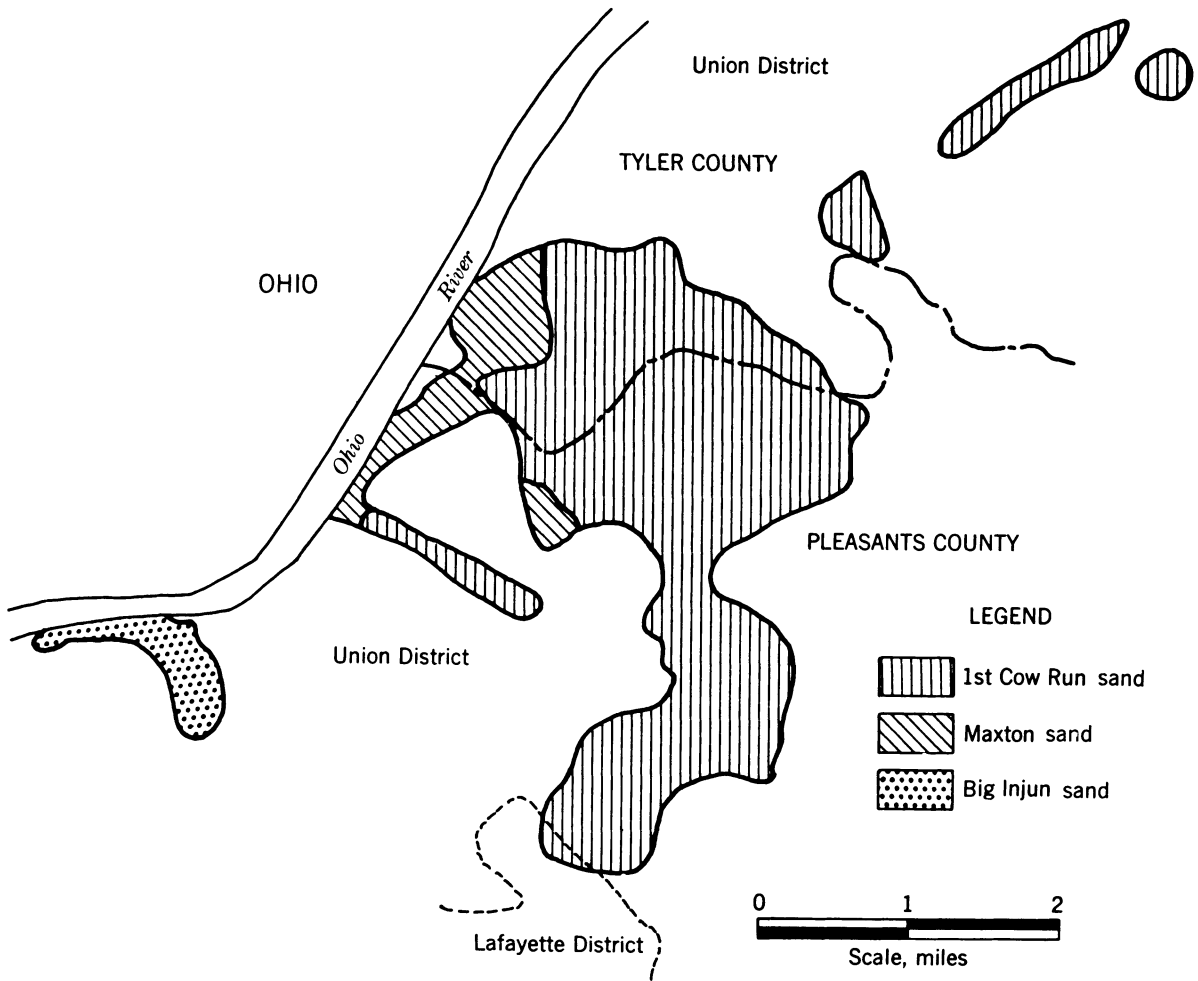 Union District
TYLER COUNTY
OHIO
River
Ohio
PLEASANTS COUNTY
Union District
LEGEND
1st Cow Run sand
Maxton sand
Big Injun sand
0 1 2
Scale, miles
Lafayette District